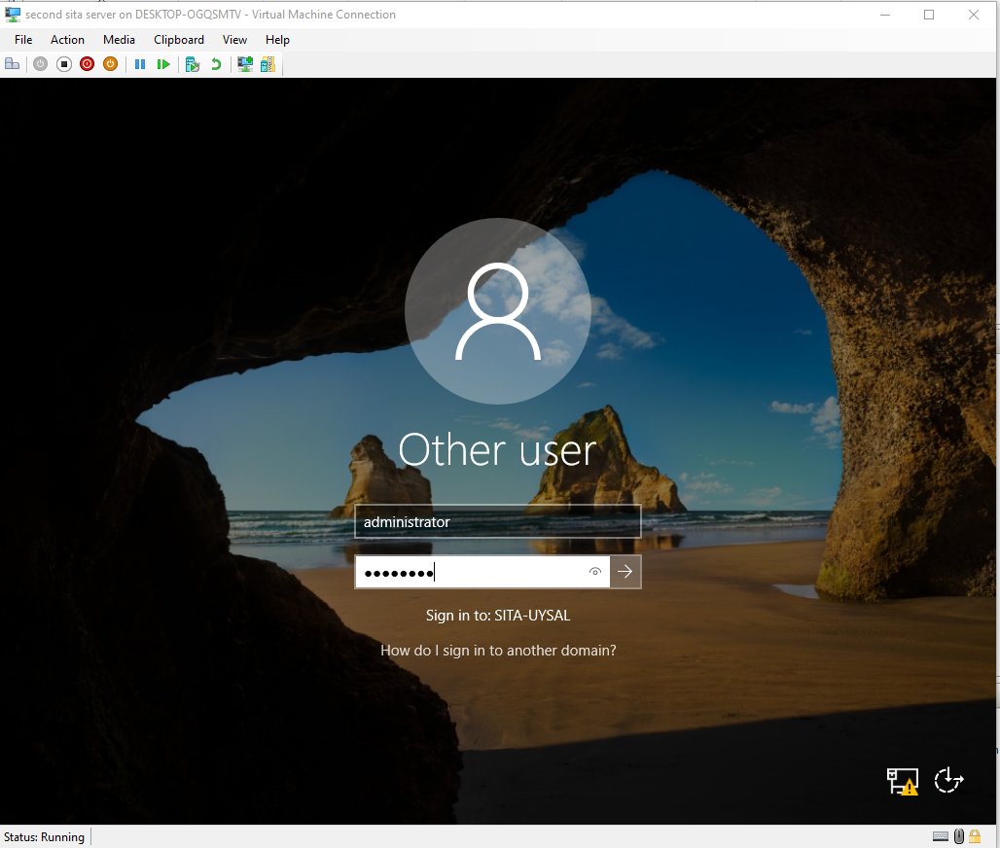 second sita server on DESKTOP-OGQSMTV - Virtual Machine Connection
File Action Media Clipboard View Help
Other user
administrator
Sign in to: SITA-UYSAL
How do I sign in to another domain?
Status: Running